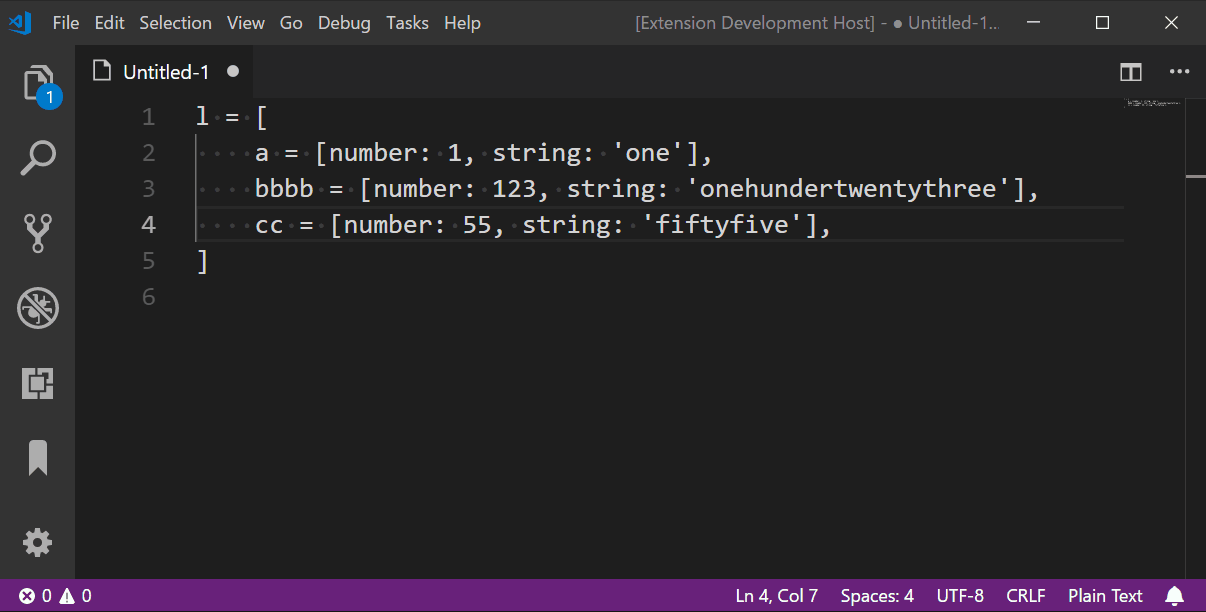 File Edit Selection View Go Debug Tasks Help [Extension Development Host] - ● Untitled-1...
1
Untitled-1 ●
1 l = [
2 a = [number: 1, string: 'one'],
3 bbbb = [number: 123, string: 'onehundertwentythree'],
4 cc = [number: 55, string: 'fiftyfive'],
5 ]
6
0 0 Ln 4, Col 7 Spaces: 4 UTF-8 CRLF Plain Text